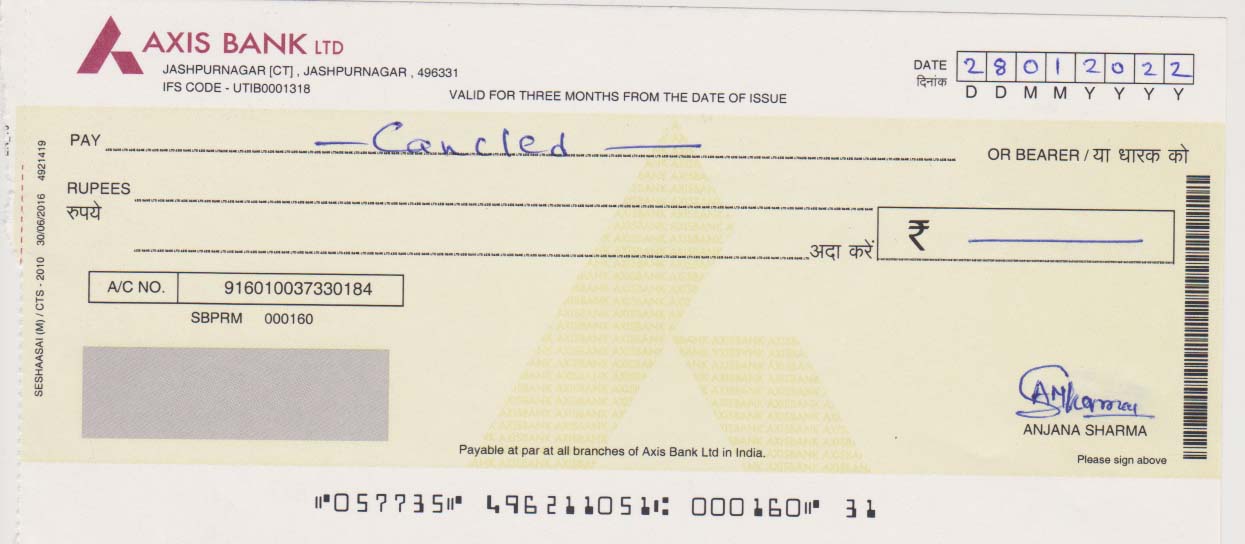 AXIS BANK LTD
JASHPURNAGAR [CT] , JASHPURNAGAR , 496331
IFS CODE - UTIB0001318
VALID FOR THREE MONTHS FROM THE DATE OF ISSUE
DATE 28012022
दिनांक D D M M Y Y Y Y
PAY — Cancled — OR BEARER / या धारक को
RUPEES
रुपये
अदा करें ₹ —
A/C NO. 916010037330184
SBPRM 000160
SESHAASAI (M) / CTS - 2010 30/06/2016 4921419
ANJANA SHARMA
Please sign above
Payable at par at all branches of Axis Bank Ltd in India.
⑈057735⑈ 496211051⑆ 000160⑈ 31